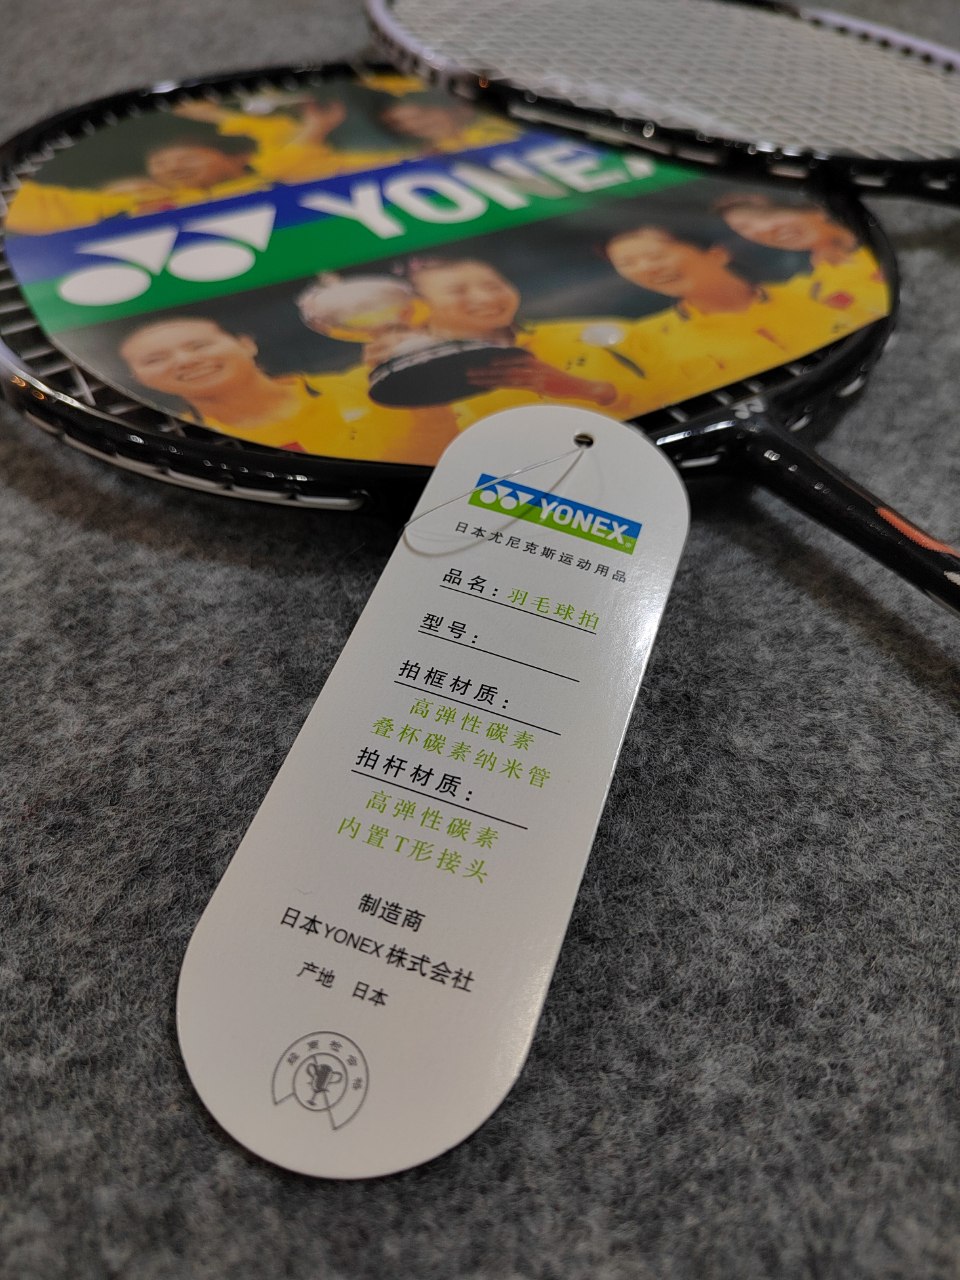 YONEX
YONEX
日本尤尼克斯运动用品
品名：羽毛球拍
型号：
拍框材质：
高弹性碳素
叠杯碳素纳米管
拍杆材质：
高弹性碳素
内置T形接头
制造商
日本YONEX株式会社
产地 日本